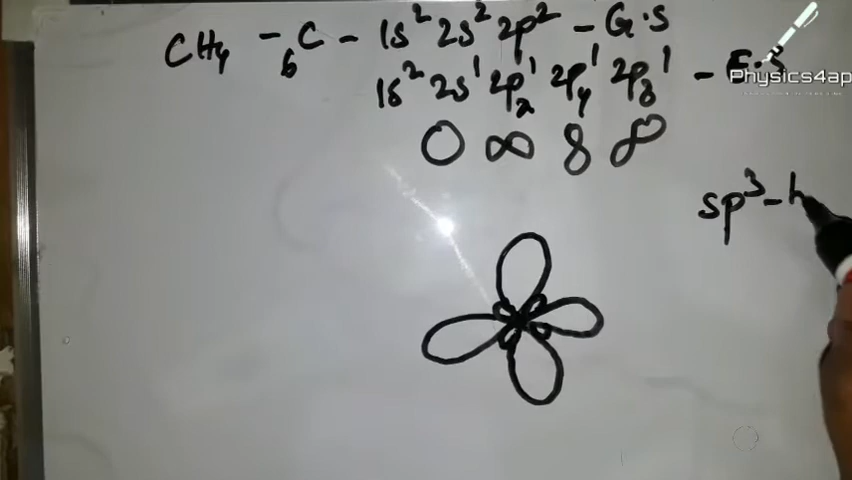 CH4 - 6C - 1s² 2s² 2p² - G.S
1s² 2s¹ 2px¹ 2py¹ 2pz¹ - E.S
Physics4ap
sp³ - h